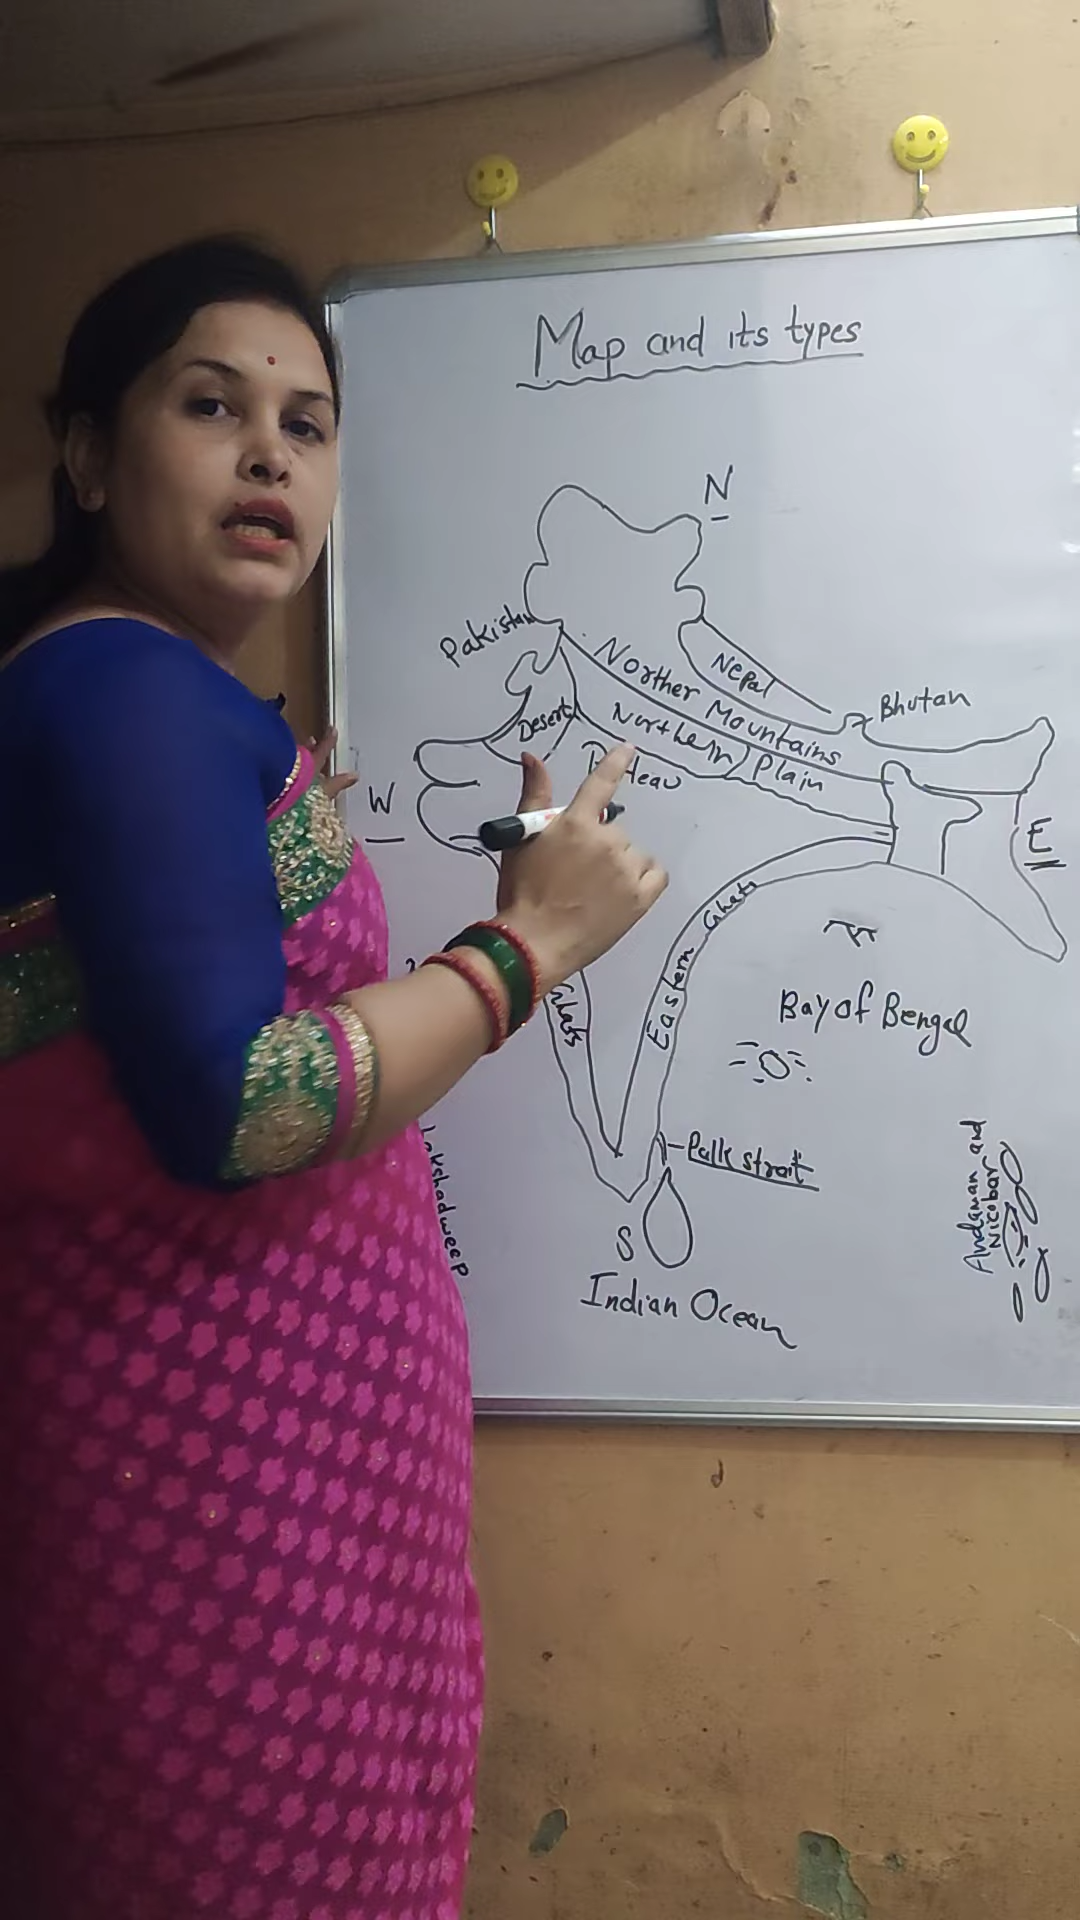 Map and its types
N
Pakistan
Nepal
Norther Mountains
Bhutan
Desert
Northern Plain
W
E
Eastern Ghats
Ghats
Bay of Bengal
Palk strait
Andaman and
Nicobar
Lakshadweep
S
Indian Ocean